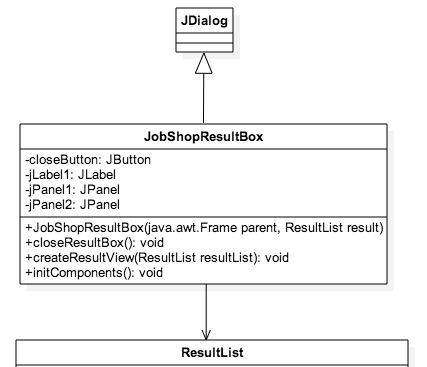 JDialog
JobShopResultBox
-closeButton: JButton
-jLabel1: JLabel
-jPanel1: JPanel
-jPanel2: JPanel
+JobShopResultBox(java.awt.Frame parent, ResultList result)
+closeResultBox(): void
+createResultView(ResultList resultList): void
+initComponents(): void
ResultList